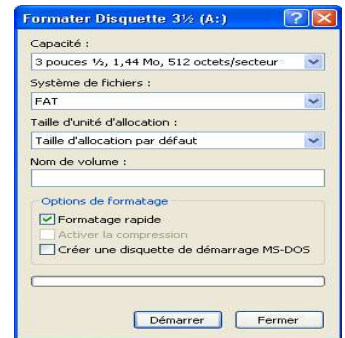 Formater Disquette 3½ (A:)
Capacité :
3 pouces ½, 1,44 Mo, 512 octets/secteur
Système de fichiers :
FAT
Taille d'unité d'allocation :
Taille d'allocation par défaut
Nom de volume :
Options de formatage
Formatage rapide
Activer la compression
Créer une disquette de démarrage MS-DOS
Démarrer Fermer